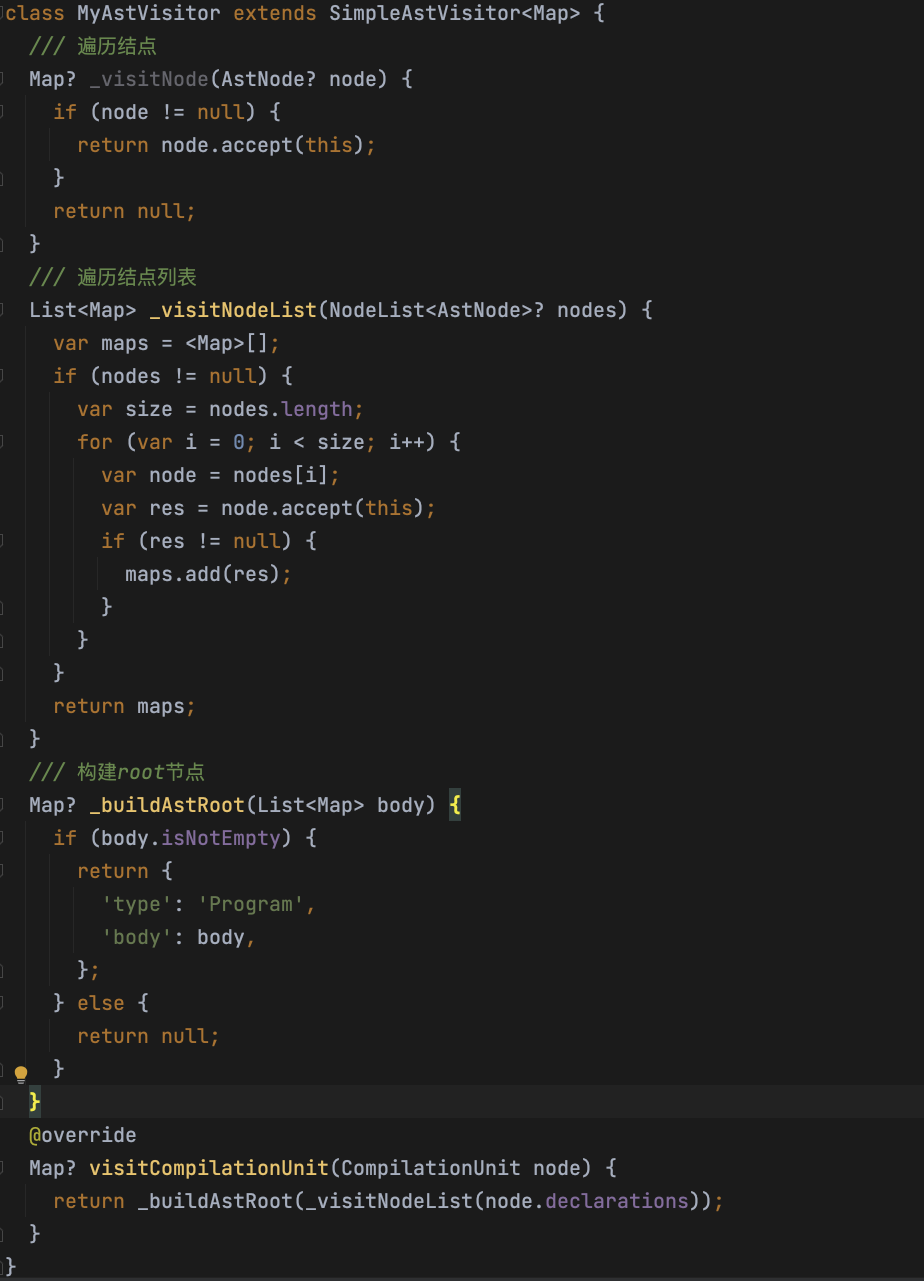 class MyAstVisitor extends SimpleAstVisitor<Map> {
  /// 遍历结点
  Map? _visitNode(AstNode? node) {
    if (node != null) {
      return node.accept(this);
    }
    return null;
  }
  /// 遍历结点列表
  List<Map> _visitNodeList(NodeList<AstNode>? nodes) {
    var maps = <Map>[];
    if (nodes != null) {
      var size = nodes.length;
      for (var i = 0; i < size; i++) {
        var node = nodes[i];
        var res = node.accept(this);
        if (res != null) {
          maps.add(res);
        }
      }
    }
    return maps;
  }
  /// 构建root节点
  Map? _buildAstRoot(List<Map> body) {
    if (body.isNotEmpty) {
      return {
        'type': 'Program',
        'body': body,
      };
    } else {
      return null;
    }
  }
  @override
  Map? visitCompilationUnit(CompilationUnit node) {
    return _buildAstRoot(_visitNodeList(node.declarations));
  }
}